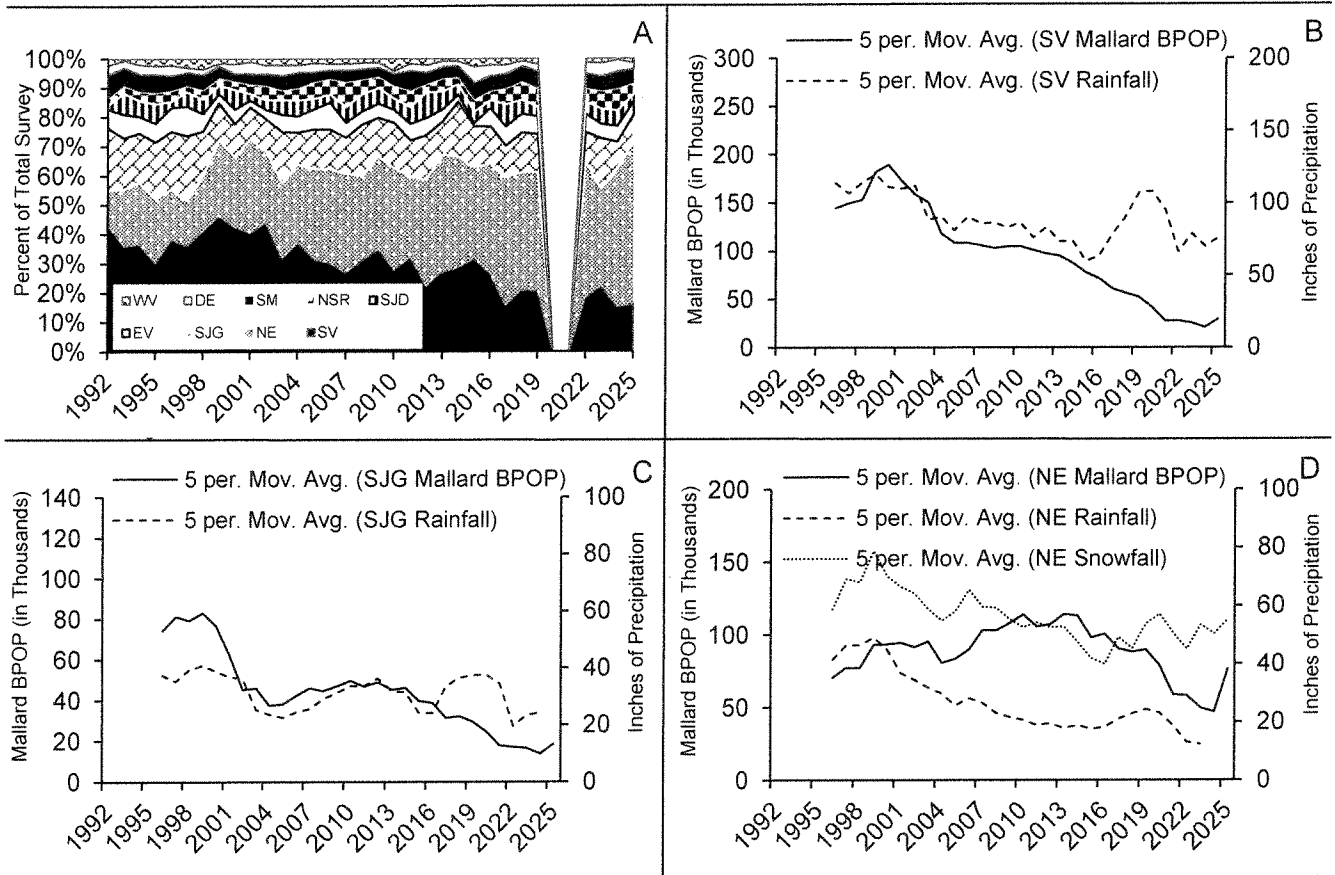 A
100%
90%
80%
70%
60%
50%
40%
30%
20%
10%
0%
Percent of Total Survey
WV DE SM NSR SJD
EV SJG NE SV
1992 1995 1998 2001 2004 2007 2010 2013 2016 2019 2022 2025
B
5 per. Mov. Avg. (SV Mallard BPOP)
5 per. Mov. Avg. (SV Rainfall)
Mallard BPOP (in Thousands)
300
250
200
150
100
50
0
200
150
100
50
0
Inches of Precipitation
1992 1995 1998 2001 2004 2007 2010 2013 2016 2019 2022 2025
C
5 per. Mov. Avg. (SJG Mallard BPOP)
5 per. Mov. Avg. (SJG Rainfall)
Mallard BPOP (in Thousands)
140
120
100
80
60
40
20
0
100
80
60
40
20
0
Inches of Precipitation
1992 1995 1998 2001 2004 2007 2010 2013 2016 2019 2022 2025
D
5 per. Mov. Avg. (NE Mallard BPOP)
5 per. Mov. Avg. (NE Rainfall)
5 per. Mov. Avg. (NE Snowfall)
Mallard BPOP (in Thousands)
200
150
100
50
0
100
80
60
40
20
0
Inches of Precipitation
1992 1995 1998 2001 2004 2007 2010 2013 2016 2019 2022 2025